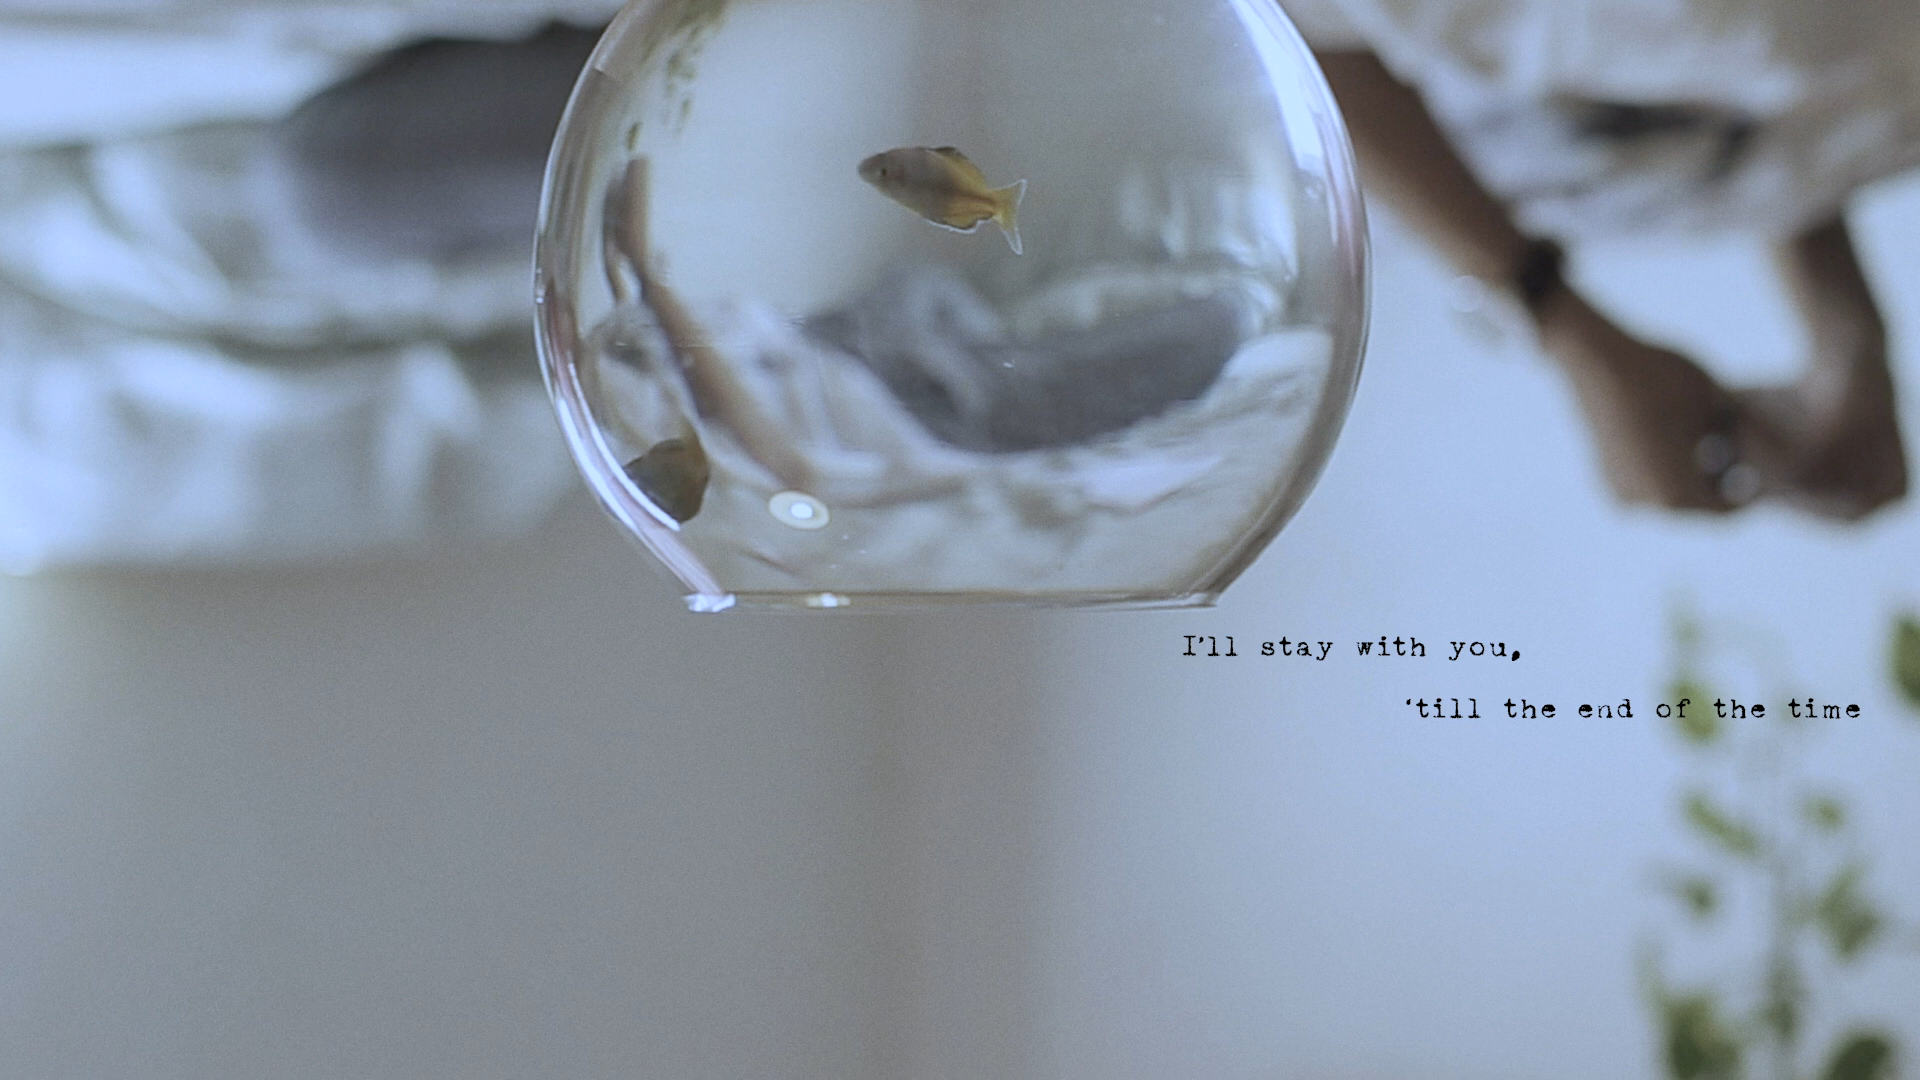 I'll stay with you,
'till the end of the time